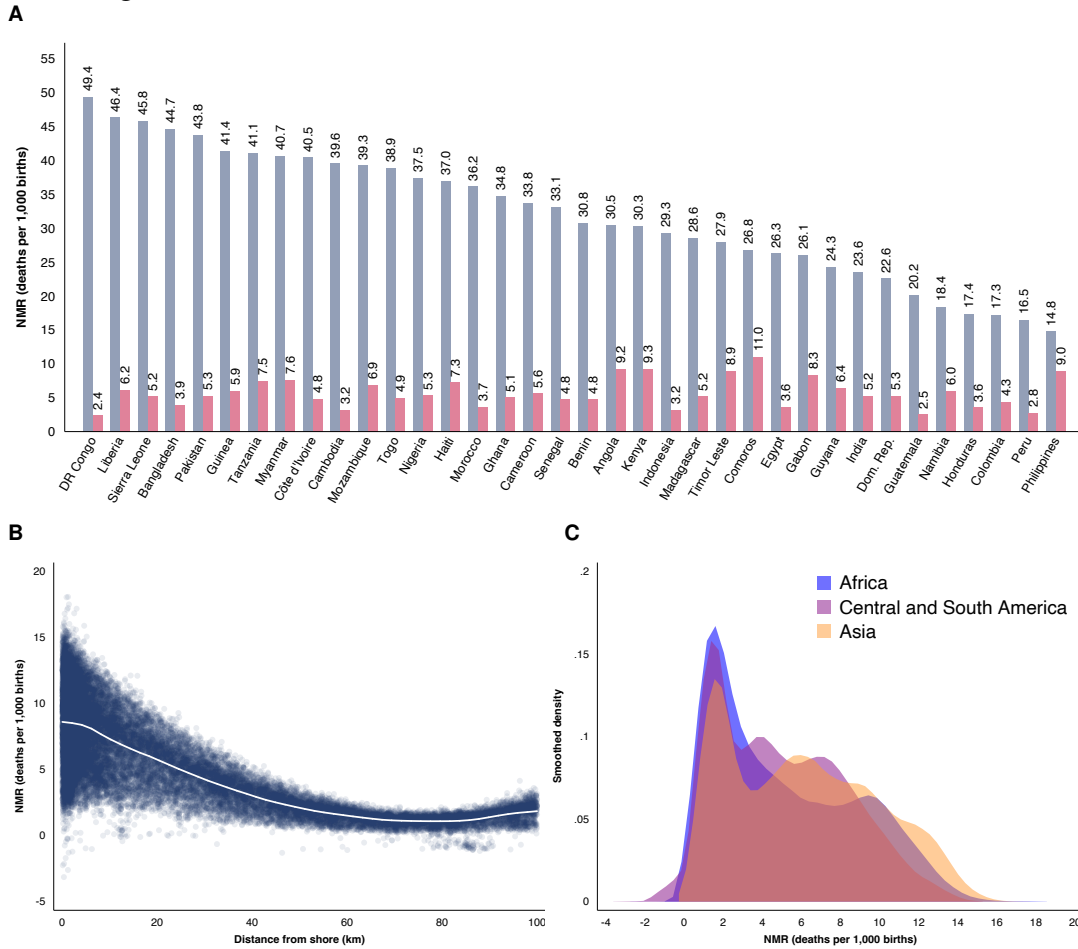 A
NMR (deaths per 1,000 births)
55
50
45
40
35
30
25
20
15
10
5
0
49.4 2.4
46.4 6.2
45.8 5.2
44.7 3.9
43.8 5.3
41.4 5.9
41.1 7.5
40.7 7.6
40.5 4.8
39.6 3.2
39.3 6.9
38.9 4.9
37.5 5.3
37.0 7.3
36.2 3.7
34.8 5.1
33.8 5.6
33.1 4.8
30.8 4.8
30.5 9.2
30.3 9.3
29.3 3.2
28.6 5.2
27.9 8.9
26.8 11.0
26.3 3.6
26.1 8.3
24.3 6.4
23.6 5.2
22.6 5.3
20.2 2.5
18.4 6.0
17.4 3.6
17.3 4.3
16.5 2.8
14.8 9.0
DR Congo
Liberia
Sierra Leone
Bangladesh
Pakistan
Guinea
Tanzania
Myanmar
Côte d'Ivoire
Cambodia
Mozambique
Togo
Nigeria
Haiti
Morocco
Ghana
Cameroon
Senegal
Benin
Angola
Kenya
Indonesia
Madagascar
Timor Leste
Comoros
Egypt
Gabon
Guyana
India
Dom. Rep.
Guatemala
Namibia
Honduras
Colombia
Peru
Philippines
B
NMR (deaths per 1,000 births)
20
15
10
5
0
-5
0 20 40 60 80 100
Distance from shore (km)
C
Smoothed density
.2
.15
.1
.05
0
Africa
Central and South America
Asia
-4 -2 0 2 4 6 8 10 12 14 16 18 20
NMR (deaths per 1,000 births)